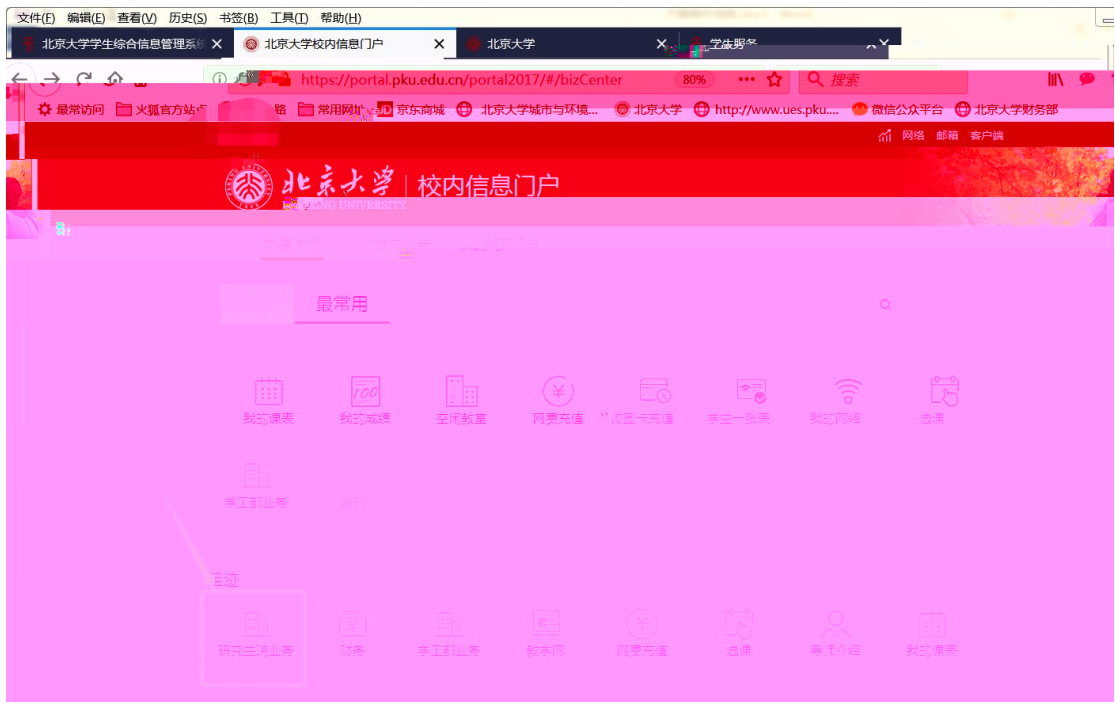 文件(F) 编辑(E) 查看(V) 历史(S) 书签(B) 工具(T) 帮助(H)
北京大学学生综合信息管理系统 × 北京大学校内信息门户 × 北京大学 × 学生服务
https://portal.pku.edu.cn/portal2017/#/bizCenter 80% ••• 搜索
最常访问 火狐官方站点 常用网址 JD 京东商城 北京大学城市与环境... 北京大学 http://www.ues.pku.... 微信公众平台 北京大学财务部
网络 邮箱 客户端
北京大学 校内信息门户
最常用
我的课表 我的成绩 空闲教室 网费充值 校园卡充值 学生一张表 我的网络 选课
学工部业务
足迹
研究生院业务 财务 学工部业务 教学网 网费充值 选课 导师介绍 我的课表